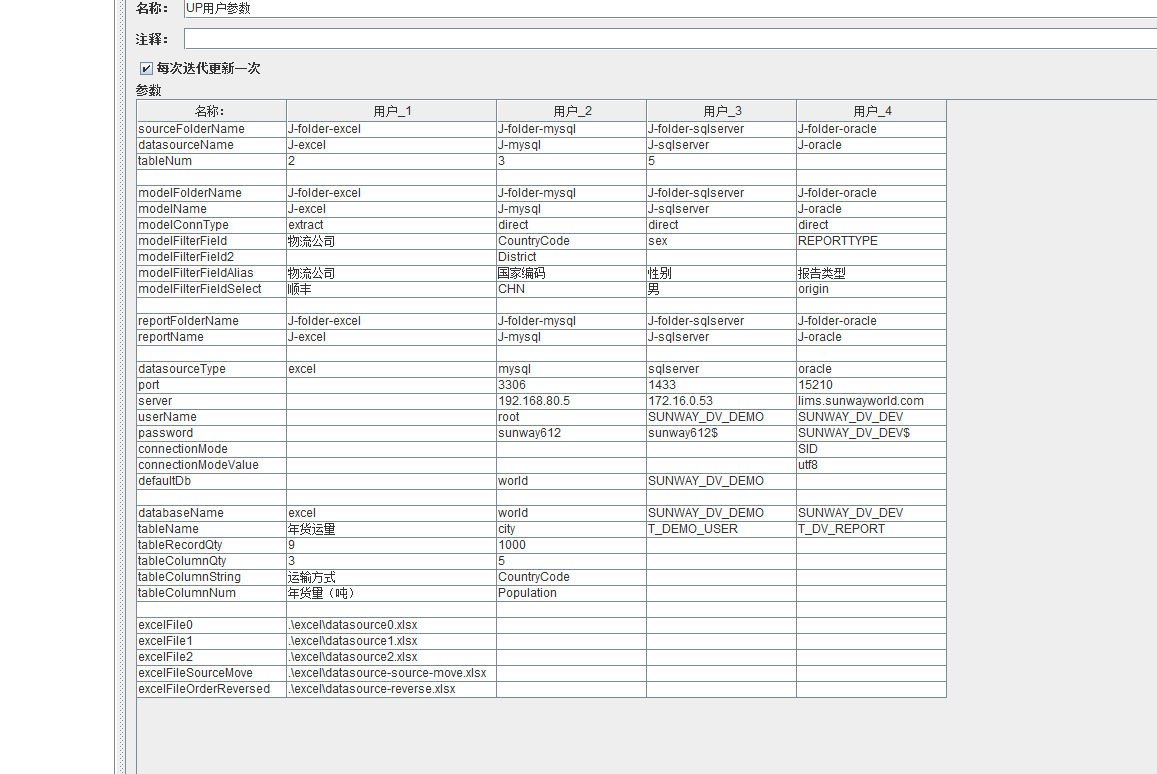 名称： UP用户参数
注释：
每次迭代更新一次
参数
名称: 用户_1 用户_2 用户_3 用户_4
sourceFolderName J-folder-excel J-folder-mysql J-folder-sqlserver J-folder-oracle
datasourceName J-excel J-mysql J-sqlserver J-oracle
tableNum 2 3 5
modelFolderName J-folder-excel J-folder-mysql J-folder-sqlserver J-folder-oracle
modelName J-excel J-mysql J-sqlserver J-oracle
modelConnType extract direct direct direct
modelFilterField 物流公司 CountryCode sex REPORTTYPE
modelFilterField2 District
modelFilterFieldAlias 物流公司 国家编码 性别 报告类型
modelFilterFieldSelect 顺丰 CHN 男 origin
reportFolderName J-folder-excel J-folder-mysql J-folder-sqlserver J-folder-oracle
reportName J-excel J-mysql J-sqlserver J-oracle
datasourceType excel mysql sqlserver oracle
port 3306 1433 15210
server 192.168.80.5 172.16.0.53 lims.sunwayworld.com
userName root SUNWAY_DV_DEMO SUNWAY_DV_DEV
password sunway612 sunway612$ SUNWAY_DV_DEV$
connectionMode SID
connectionModeValue utf8
defaultDb world SUNWAY_DV_DEMO
databaseName excel world SUNWAY_DV_DEMO SUNWAY_DV_DEV
tableName 年货运量 city T_DEMO_USER T_DV_REPORT
tableRecordQty 9 1000
tableColumnQty 3 5
tableColumnString 运输方式 CountryCode
tableColumnNum 年货量（吨） Population
excelFile0 .\excel\datasource0.xlsx
excelFile1 .\excel\datasource1.xlsx
excelFile2 .\excel\datasource2.xlsx
excelFileSourceMove .\excel\datasource-source-move.xlsx
excelFileOrderReversed .\excel\datasource-reverse.xlsx